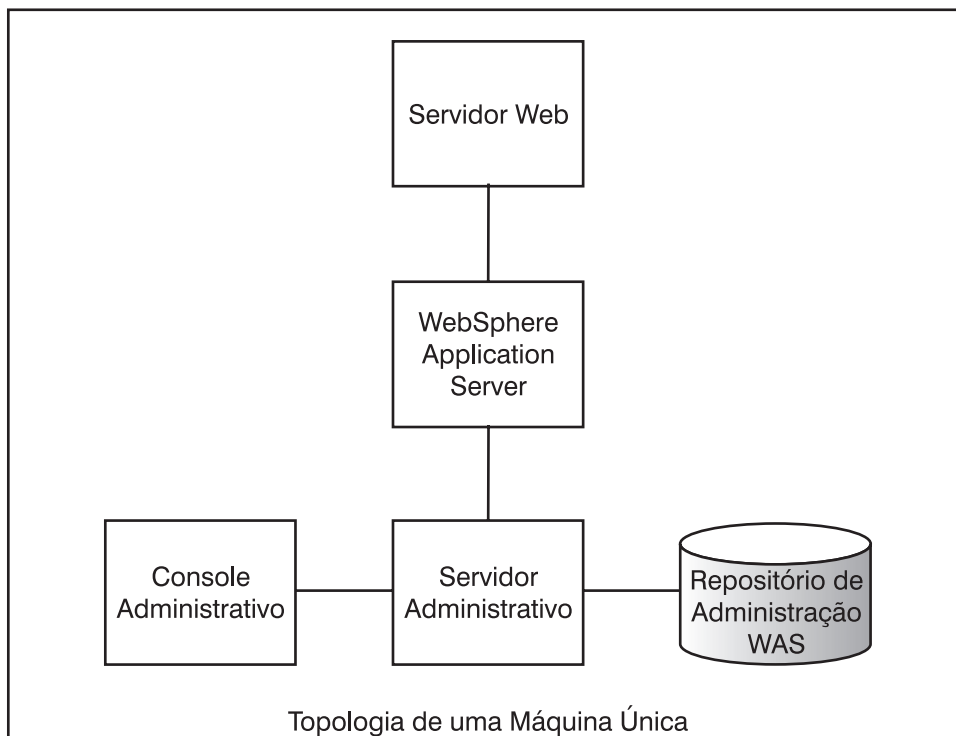 Servidor Web
WebSphere
Application
Server
Console
Administrativo
Servidor
Administrativo
Repositório de
Administração
WAS
Topologia de uma Máquina Única